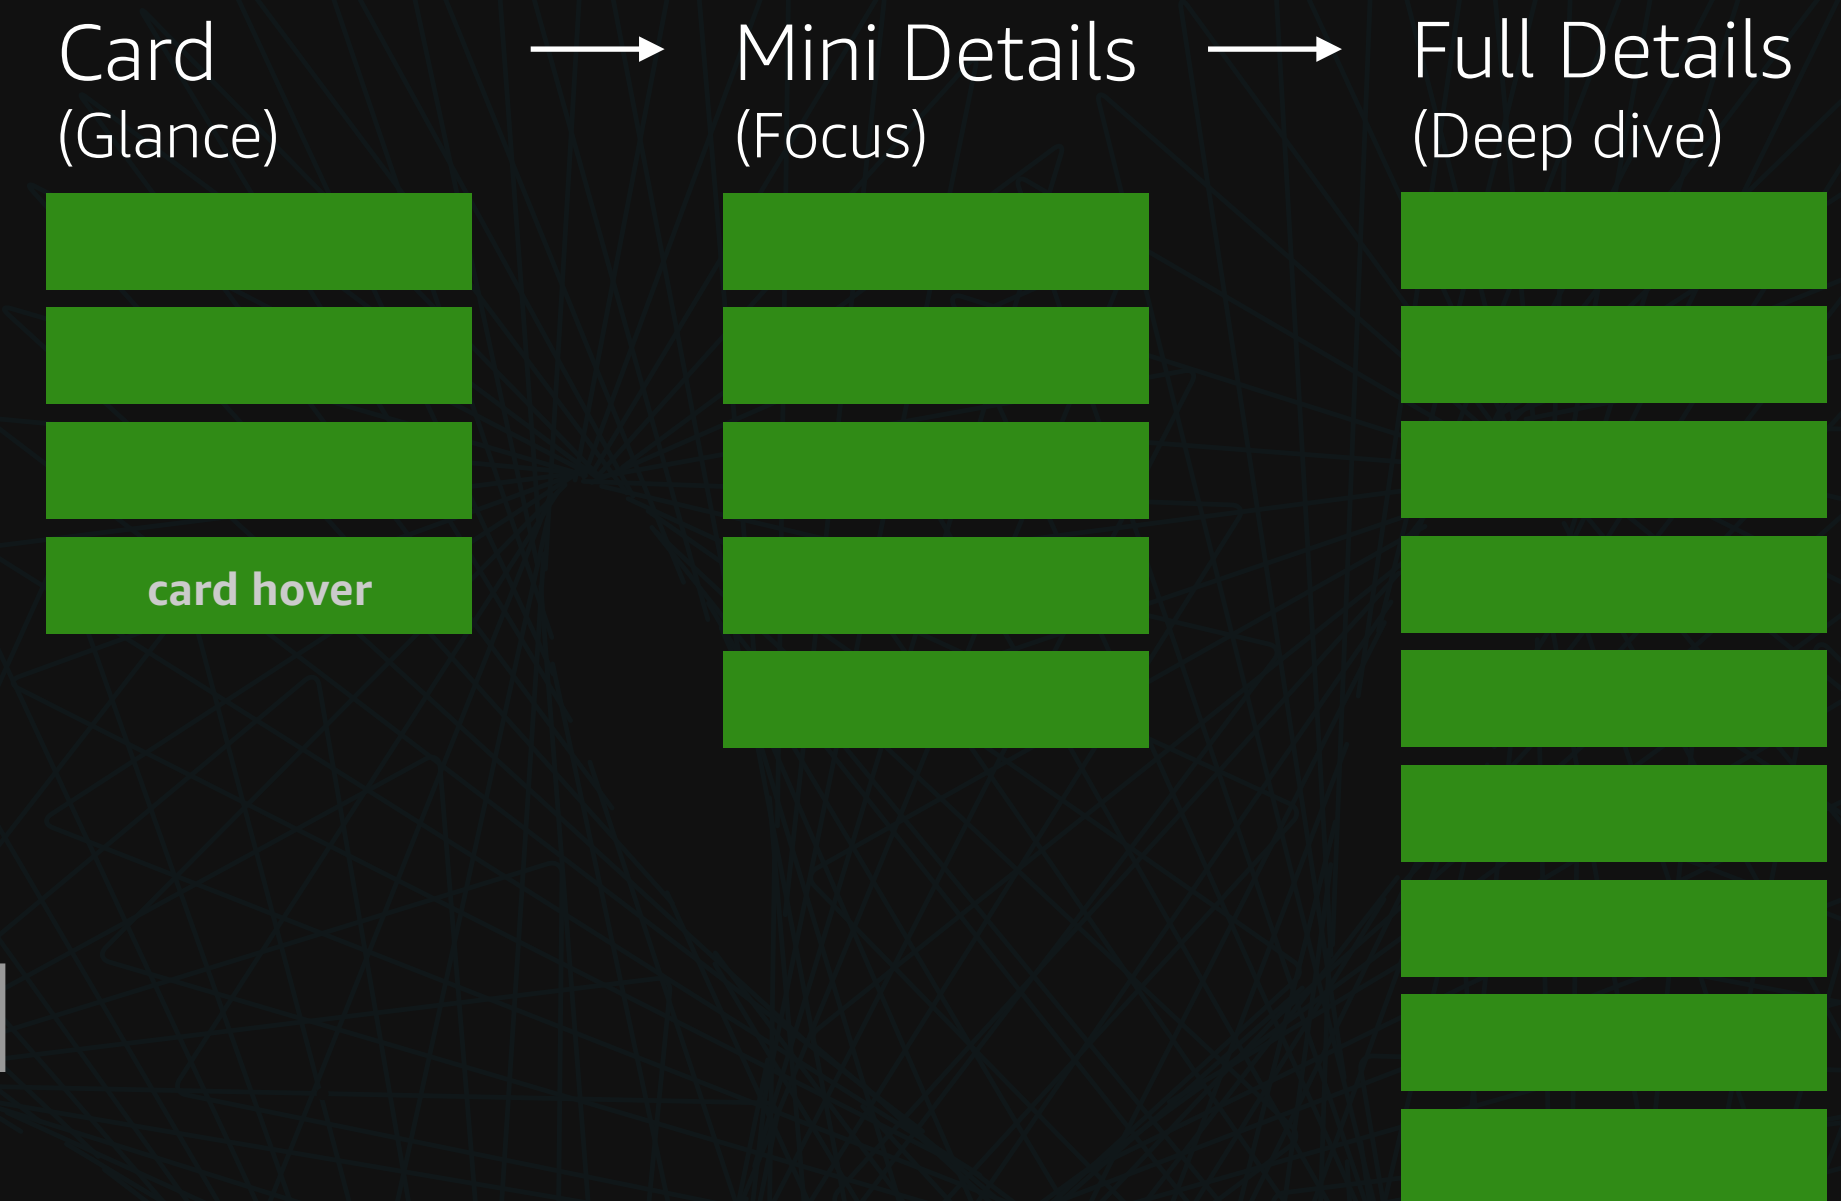 Card
(Glance)
Mini Details
(Focus)
Full Details
(Deep dive)
card hover